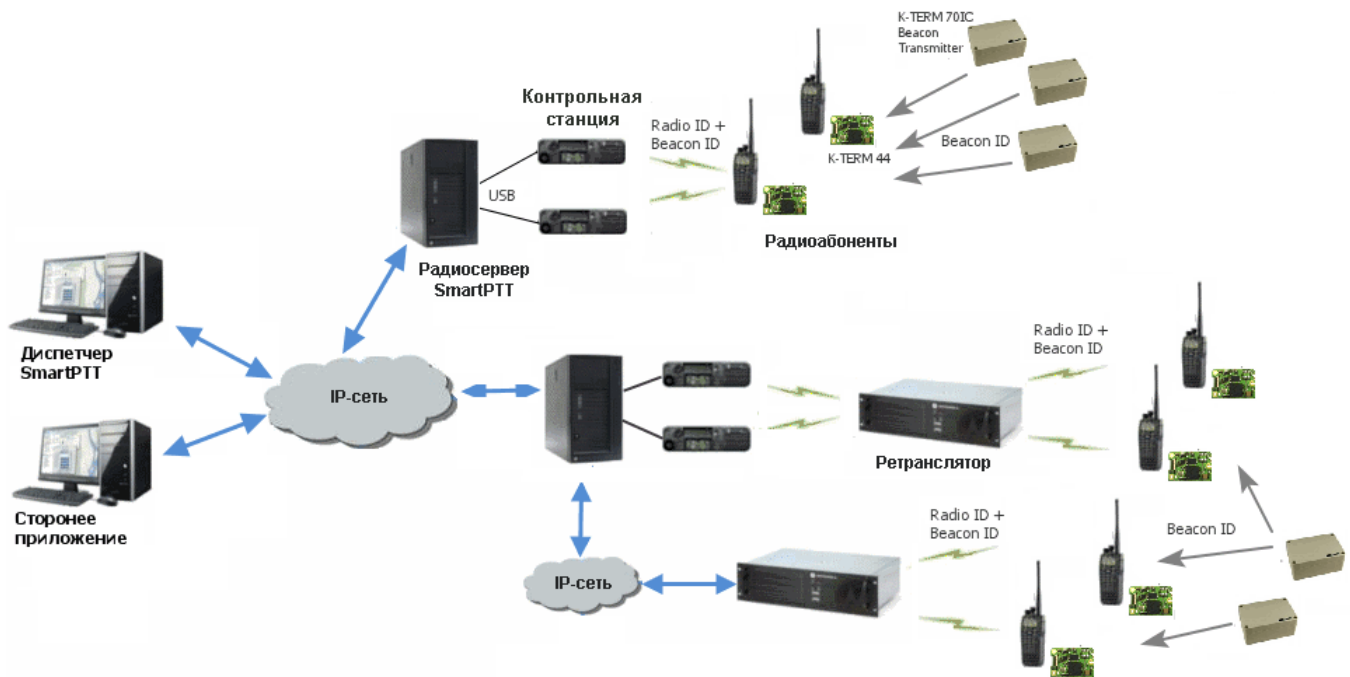 K-TERM 70IC
Beacon
Transmitter
Контрольная
станция
Radio ID +
Beacon ID
Beacon ID
K-TERM 44
USB
Радиоабоненты
Радиосервер
SmartPTT
Диспетчер
SmartPTT
IP-сеть
Radio ID +
Beacon ID
Ретранслятор
Сторонее
приложение
Radio ID +
Beacon ID
Beacon ID
IP-сеть